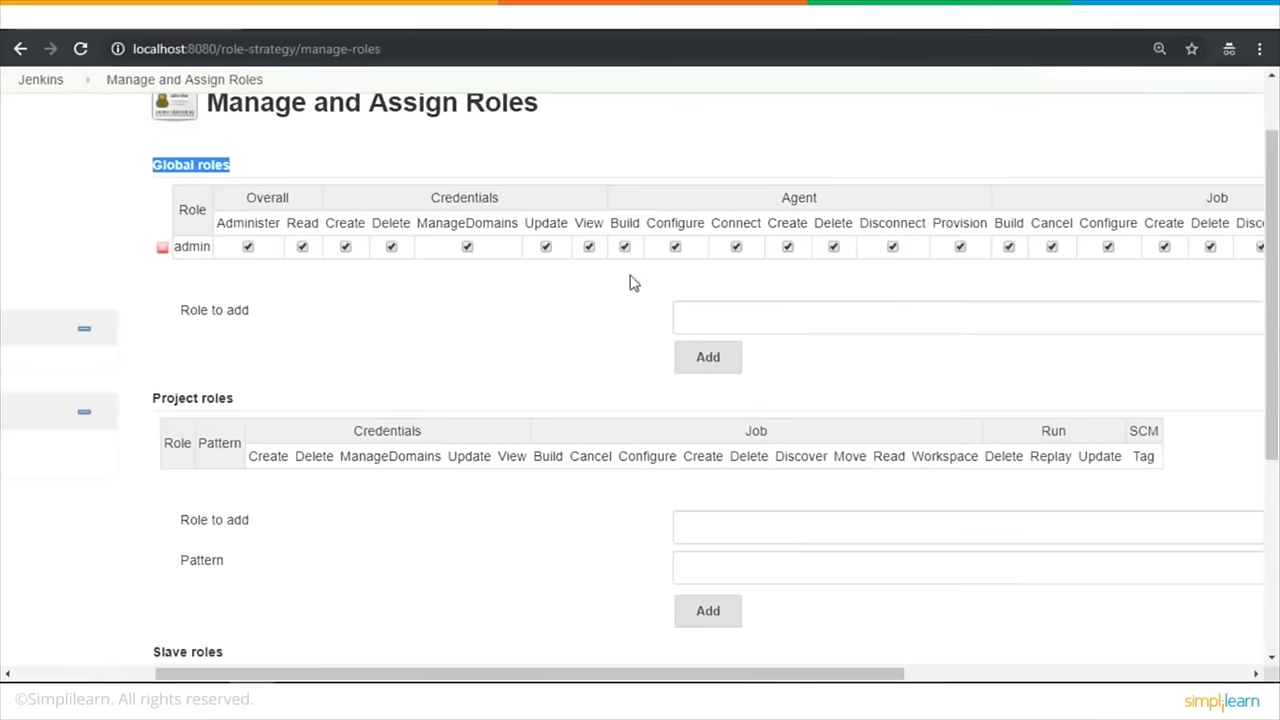 localhost:8080/role-strategy/manage-roles
Jenkins Manage and Assign Roles
Manage and Assign Roles
Global roles
Role Overall Credentials Agent Job
Administer Read Create Delete ManageDomains Update View Build Configure Connect Create Delete Disconnect Provision Build Cancel Configure Create Delete Disco
admin
Role to add
Add
Project roles
Role Pattern Credentials Job Run SCM
Create Delete ManageDomains Update View Build Cancel Configure Create Delete Discover Move Read Workspace Delete Replay Update Tag
Role to add
Pattern
Add
Slave roles
©Simplilearn. All rights reserved.
simplilearn